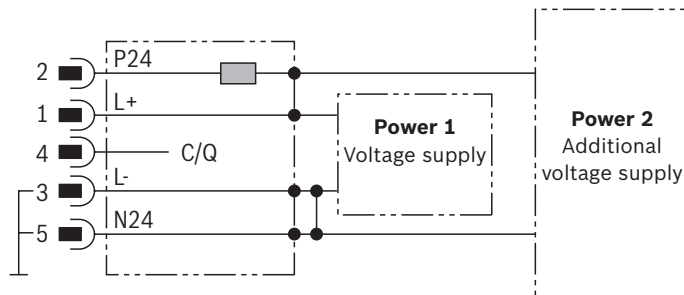 2 P24
1 L+
4 C/Q
3 L-
5 N24
Power 1
Voltage supply
Power 2
Additional
voltage supply